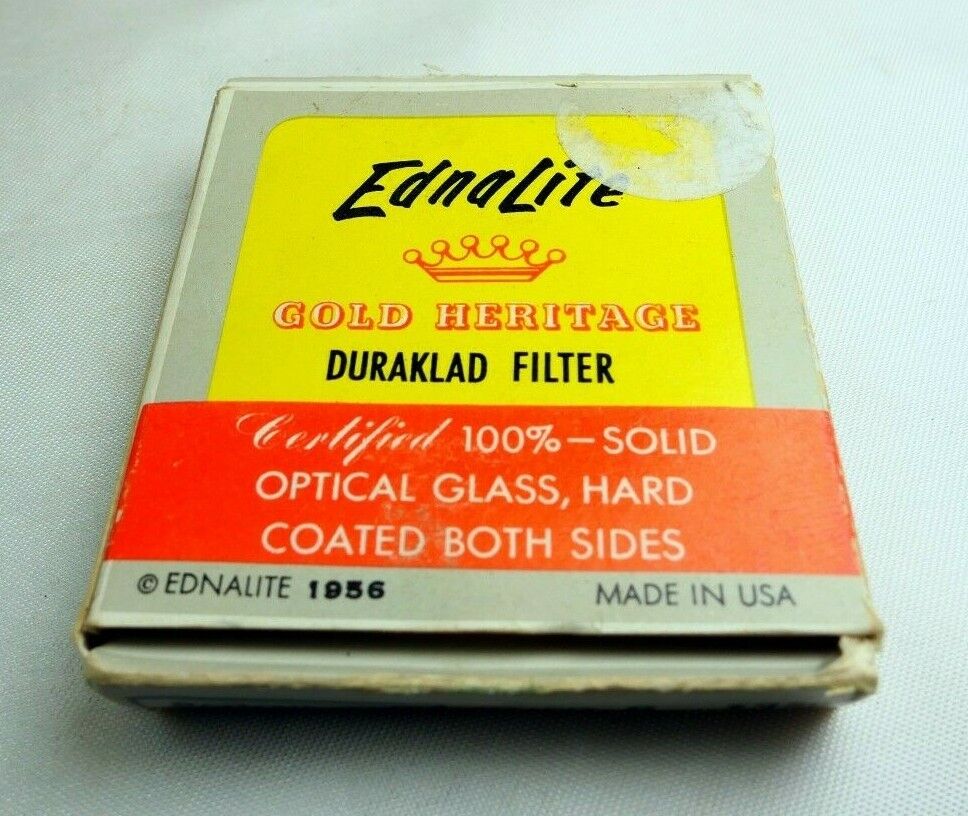 EdnaLite
GOLD HERITAGE
DURAKLAD FILTER
Certified 100%–SOLID
OPTICAL GLASS, HARD
COATED BOTH SIDES
© EDNALITE 1956 MADE IN USA